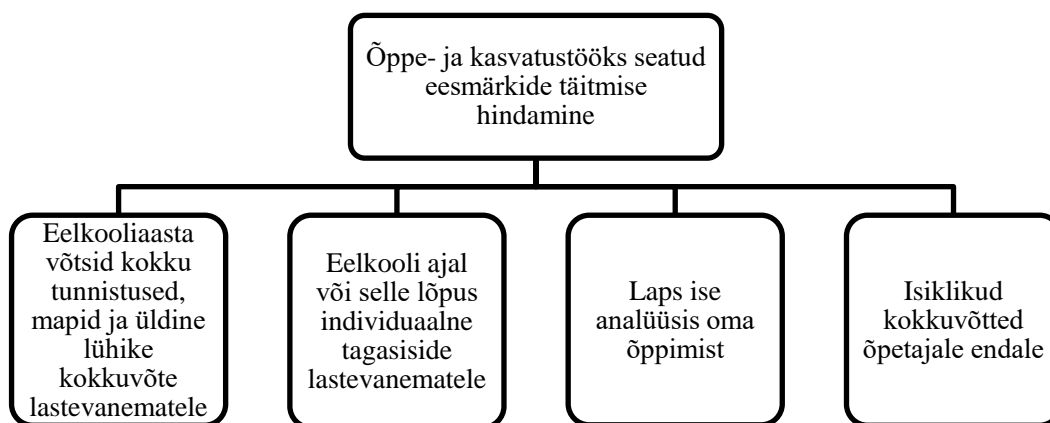 Õppe- ja kasvatustööks seatud
eesmärkide täitmise
hindamine
Eelkooliaasta
võtsid kokku
tunnistused,
mapid ja üldine
lühike
kokkuvõte
lastevanematele
Eelkooli ajal
või selle lõpus
individuaalne
tagasiside
lastevanematele
Laps ise
analüüsis oma
õppimist
Isiklikud
kokkuvõtted
õpetajale endale